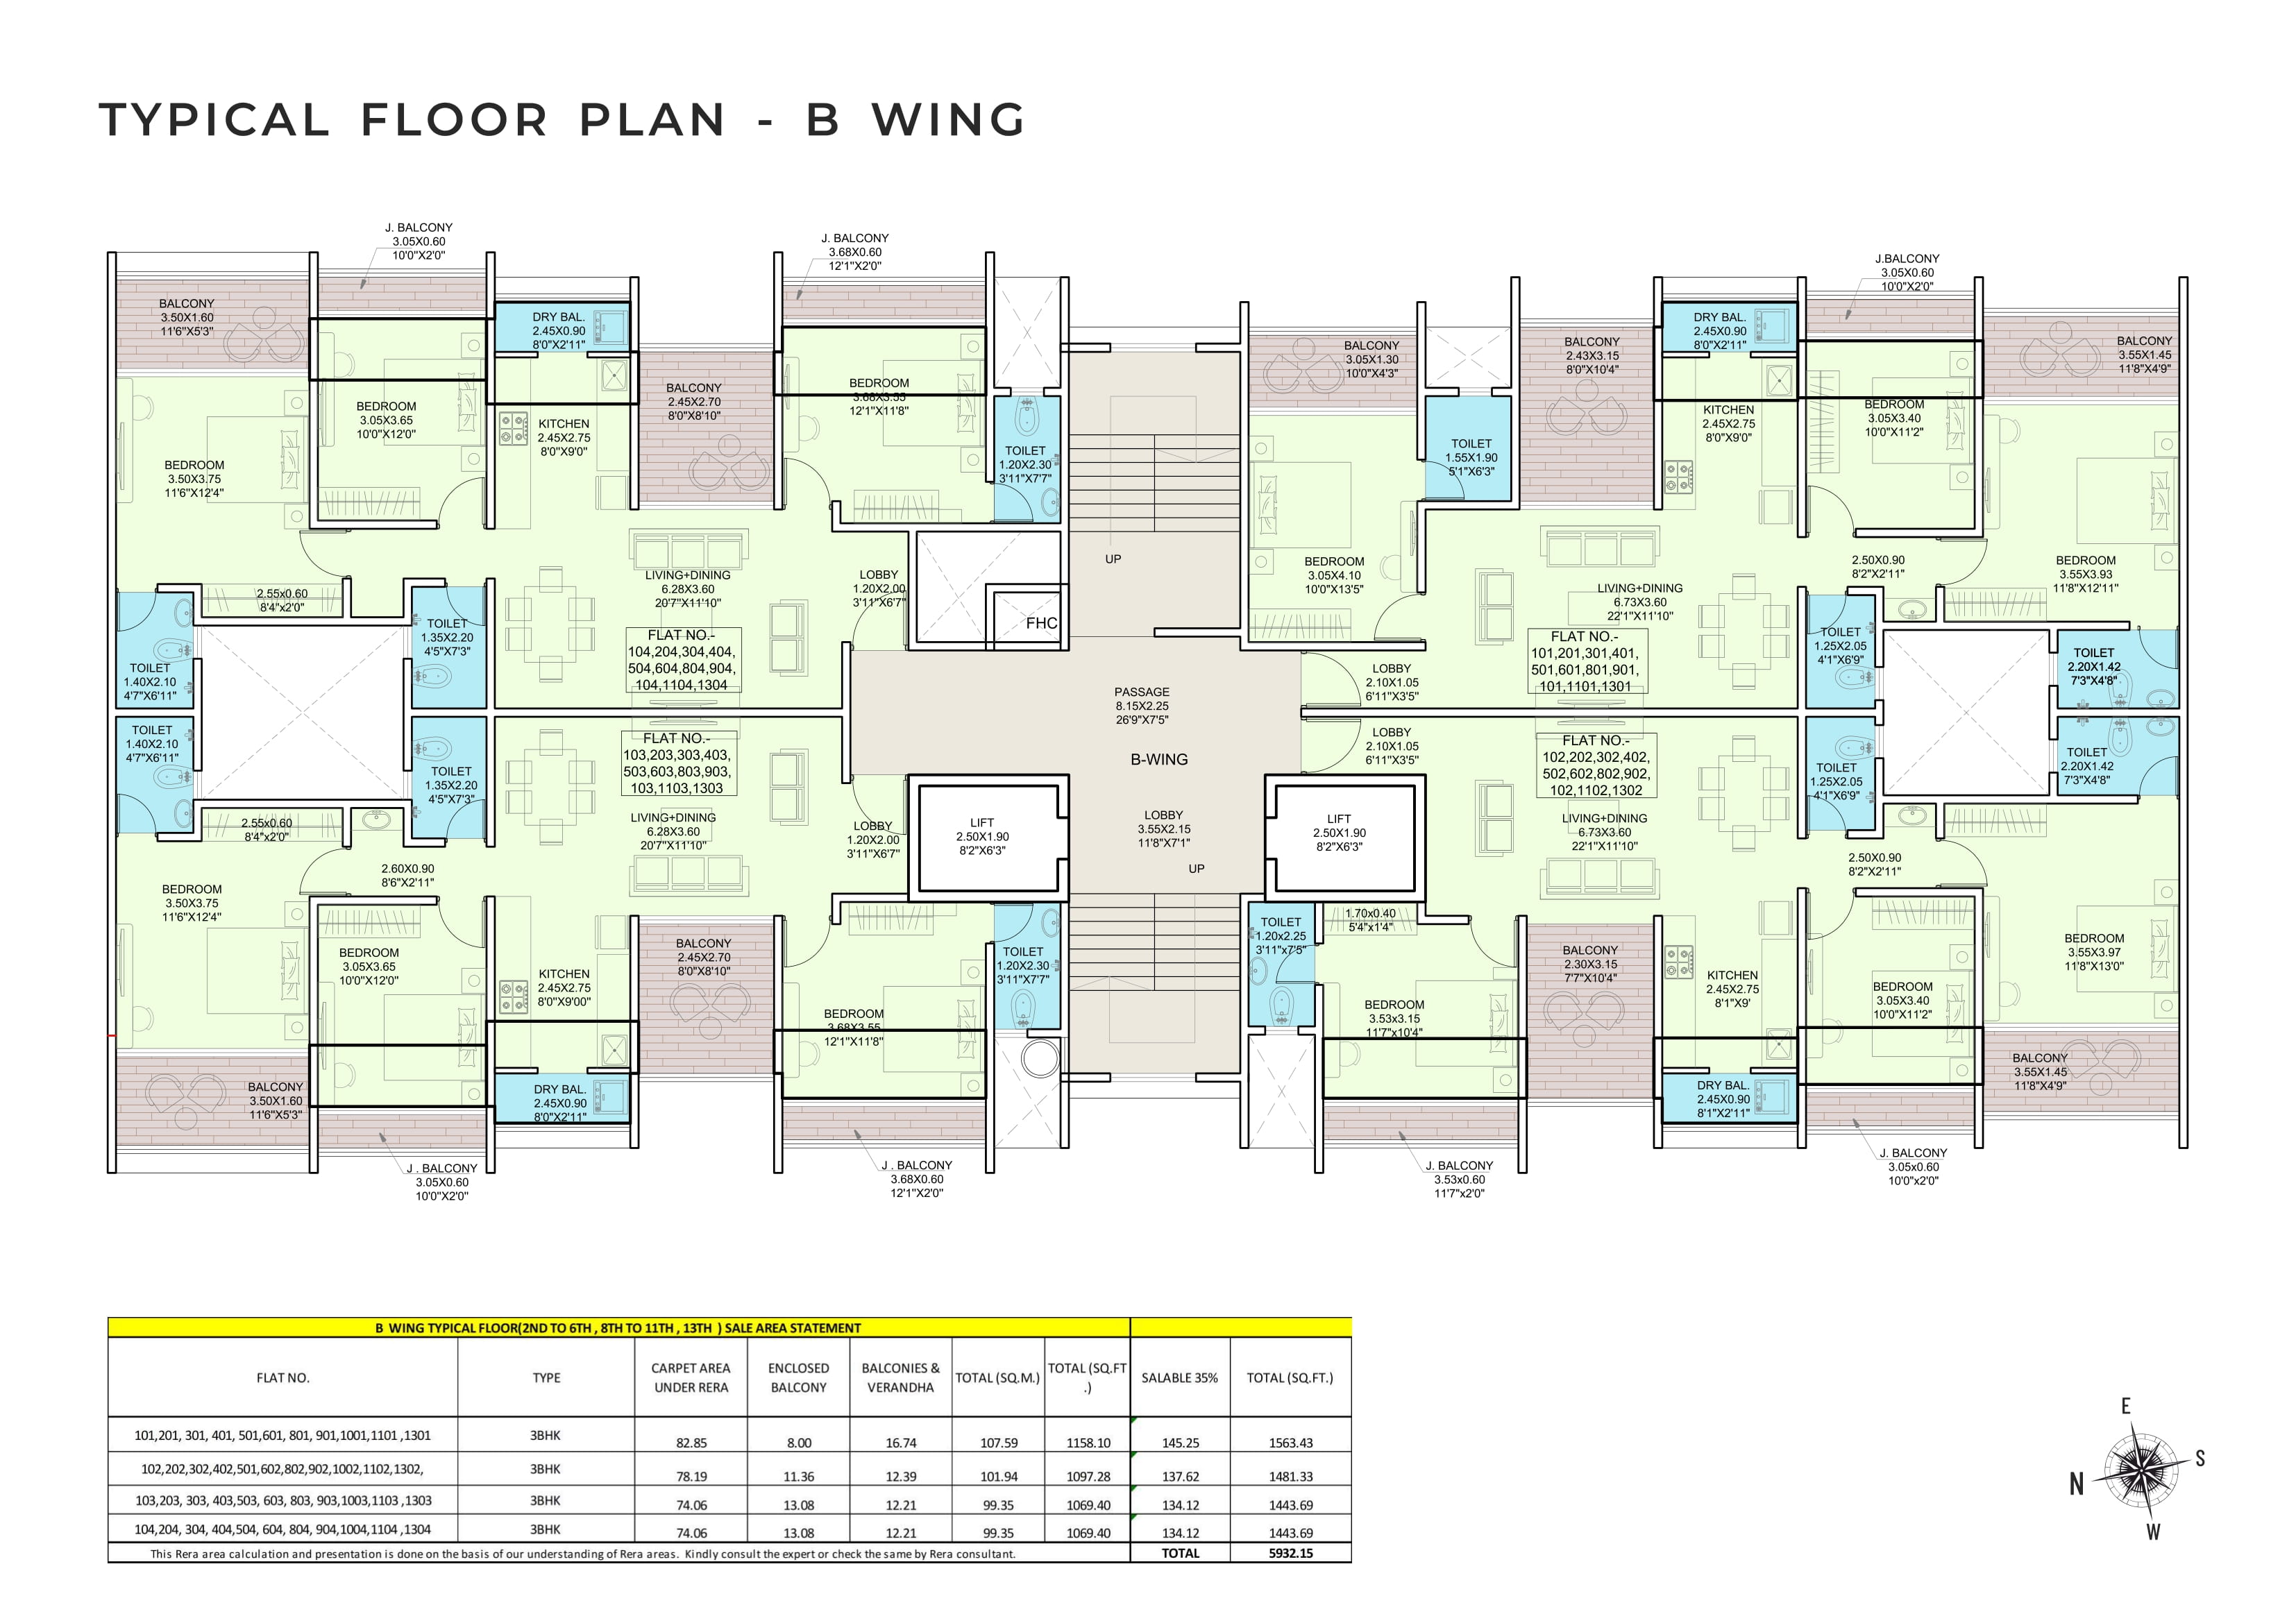 TYPICAL FLOOR PLAN - B WING
J. BALCONY
3.05X0.60
10'0"X2'0"
J. BALCONY
3.68X0.60
12'1"X2'0"
J.BALCONY
3.05X0.60
10'0"X2'0"
BALCONY
3.50X1.60
11'6"X5'3"
DRY BAL.
2.45X0.90
8'0"X2'11"
BALCONY
2.45X2.70
8'0"X8'10"
BEDROOM
3.68X3.55
12'1"X11'8"
BEDROOM
3.05X3.65
10'0"X12'0"
KITCHEN
2.45X2.75
8'0"X9'0"
BEDROOM
3.50X3.75
11'6"X12'4"
TOILET
1.20X2.30
3'11"X7'7"
BALCONY
3.05X1.30
10'0"X4'3"
BALCONY
2.43X3.15
8'0"X10'4"
DRY BAL.
2.45X0.90
8'0"X2'11"
BALCONY
3.55X1.45
11'8"X4'9"
TOILET
1.55X1.90
5'1"X6'3"
KITCHEN
2.45X2.75
8'0"X9'0"
BEDROOM
3.05X3.40
10'0"X11'2"
UP
BEDROOM
3.05X4.10
10'0"X13'5"
2.50X0.90
8'2"X2'11"
BEDROOM
3.55X3.93
11'8"X12'11"
2.55x0.60
8'4"x2'0"
LIVING+DINING
6.28X3.60
20'7"X11'10"
LOBBY
1.20X2.00
3'11"X6'7"
LIVING+DINING
6.73X3.60
22'1"X11'10"
TOILET
1.35X2.20
4'5"X7'3"
FHC
FLAT NO.-
104,204,304,404,
504,604,804,904,
104,1104,1304
FLAT NO.-
101,201,301,401,
501,601,801,901,
101,1101,1301
TOILET
1.25X2.05
4'1"X6'9"
TOILET
2.20X1.42
7'3"X4'8"
TOILET
1.40X2.10
4'7"X6'11"
LOBBY
2.10X1.05
6'11"X3'5"
PASSAGE
8.15X2.25
26'9"X7'5"
TOILET
1.40X2.10
4'7"X6'11"
TOILET
1.35X2.20
4'5"X7'3"
FLAT NO.-
103,203,303,403,
503,603,803,903,
103,1103,1303
B-WING
LOBBY
2.10X1.05
6'11"X3'5"
FLAT NO.-
102,202,302,402,
502,602,802,902,
102,1102,1302
TOILET
1.25X2.05
4'1"X6'9"
TOILET
2.20X1.42
7'3"X4'8"
2.55x0.60
8'4"x2'0"
LIVING+DINING
6.28X3.60
20'7"X11'10"
LOBBY
1.20X2.00
3'11"X6'7"
LIFT
2.50X1.90
8'2"X6'3"
LOBBY
3.55X2.15
11'8"X7'1"
UP
LIFT
2.50X1.90
8'2"X6'3"
LIVING+DINING
6.73X3.60
22'1"X11'10"
2.60X0.90
8'6"X2'11"
2.50X0.90
8'2"X2'11"
BEDROOM
3.50X3.75
11'6"X12'4"
BEDROOM
3.05X3.65
10'0"X12'0"
KITCHEN
2.45X2.75
8'0"X9'00"
BALCONY
2.45X2.70
8'0"X8'10"
BEDROOM
3.68X3.55
12'1"X11'8"
TOILET
1.20X2.30
3'11"X7'7"
TOILET
1.20x2.25
3'11"x7'5"
1.70x0.40
5'4"x1'4"
BEDROOM
3.53x3.15
11'7"x10'4"
BALCONY
2.30X3.15
7'7"X10'4"
KITCHEN
2.45X2.75
8'1"X9'
BEDROOM
3.05X3.40
10'0"X11'2"
BEDROOM
3.55X3.97
11'8"X13'0"
BALCONY
3.50X1.60
11'6"X5'3"
DRY BAL.
2.45X0.90
8'0"X2'11"
DRY BAL.
2.45X0.90
8'1"X2'11"
BALCONY
3.55X1.45
11'8"X4'9"
J . BALCONY
3.05X0.60
10'0"X2'0"
J . BALCONY
3.68X0.60
12'1"X2'0"
J. BALCONY
3.53x0.60
11'7"x2'0"
J. BALCONY
3.05x0.60
10'0"x2'0"
B WING TYPICAL FLOOR(2ND TO 6TH , 8TH TO 11TH , 13TH ) SALE AREA STATEMENT
FLAT NO. TYPE CARPET AREA UNDER RERA ENCLOSED BALCONY BALCONIES & VERANDHA TOTAL (SQ.M.) TOTAL (SQ.FT .) SALABLE 35% TOTAL (SQ.FT.)
101,201, 301, 401, 501,601, 801, 901,1001,1101 ,1301 3BHK 82.85 8.00 16.74 107.59 1158.10 145.25 1563.43
102,202,302,402,501,602,802,902,1002,1102,1302, 3BHK 78.19 11.36 12.39 101.94 1097.28 137.62 1481.33
103,203, 303, 403,503, 603, 803, 903,1003,1103 ,1303 3BHK 74.06 13.08 12.21 99.35 1069.40 134.12 1443.69
104,204, 304, 404,504, 604, 804, 904,1004,1104 ,1304 3BHK 74.06 13.08 12.21 99.35 1069.40 134.12 1443.69
This Rera area calculation and presentation is done on the basis of our understanding of Rera areas. Kindly consult the expert or check the same by Rera consultant. TOTAL 5932.15
E
S
N
W